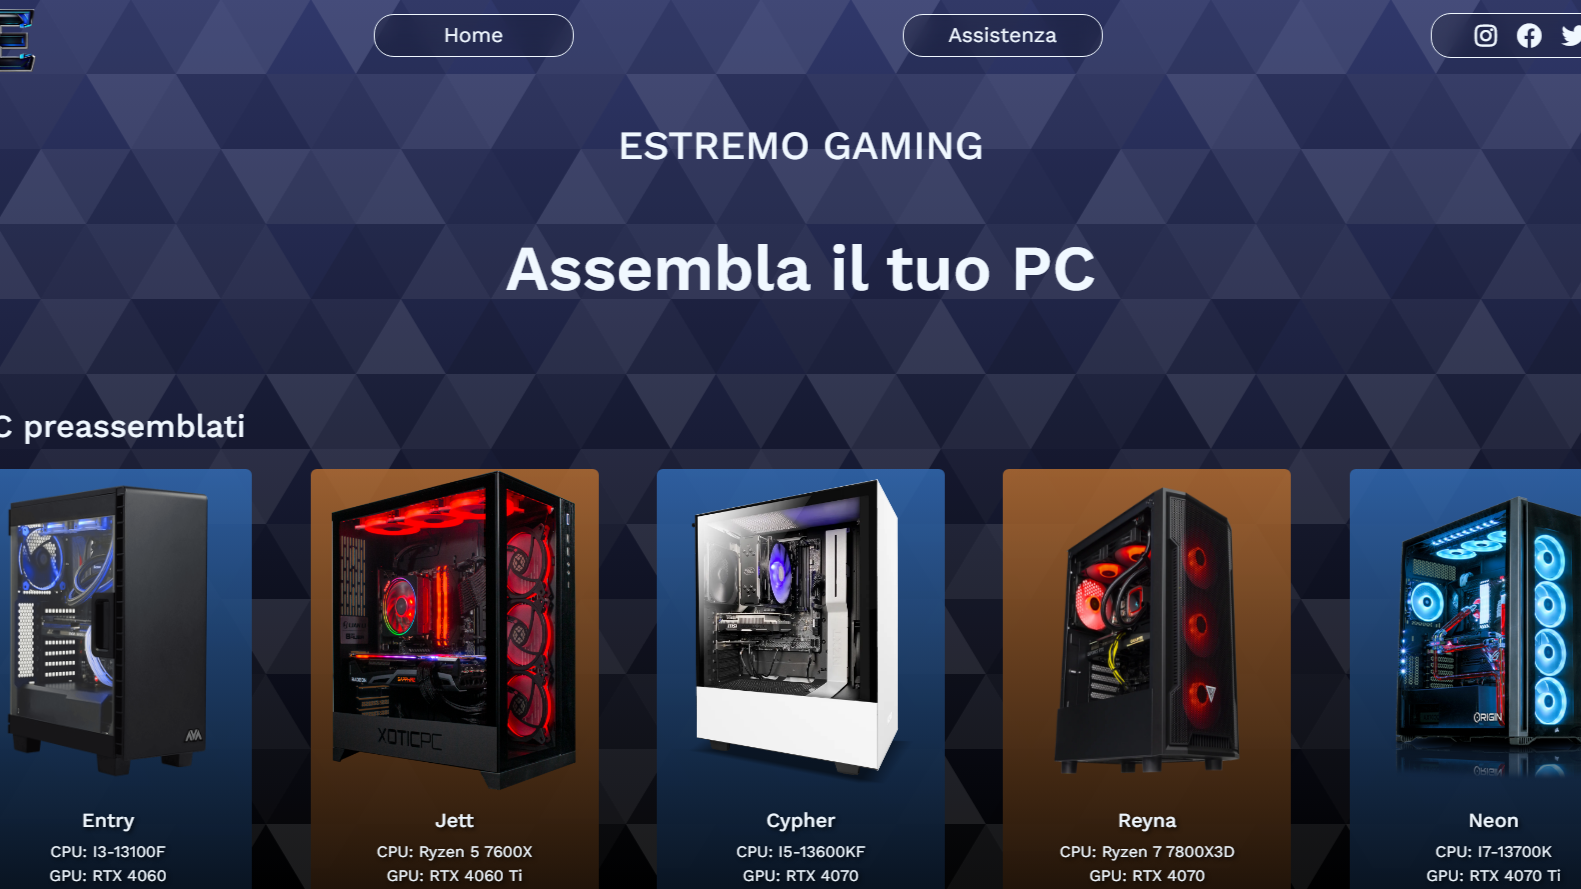 E
Home
Assistenza
ESTREMO GAMING
Assembla il tuo PC
C preassemblati
AVA
XOTICPC
ORIGIN
Entry
CPU: I3-13100F
GPU: RTX 4060
Jett
CPU: Ryzen 5 7600X
GPU: RTX 4060 Ti
Cypher
CPU: I5-13600KF
GPU: RTX 4070
Reyna
CPU: Ryzen 7 7800X3D
GPU: RTX 4070
Neon
CPU: I7-13700K
GPU: RTX 4070 Ti